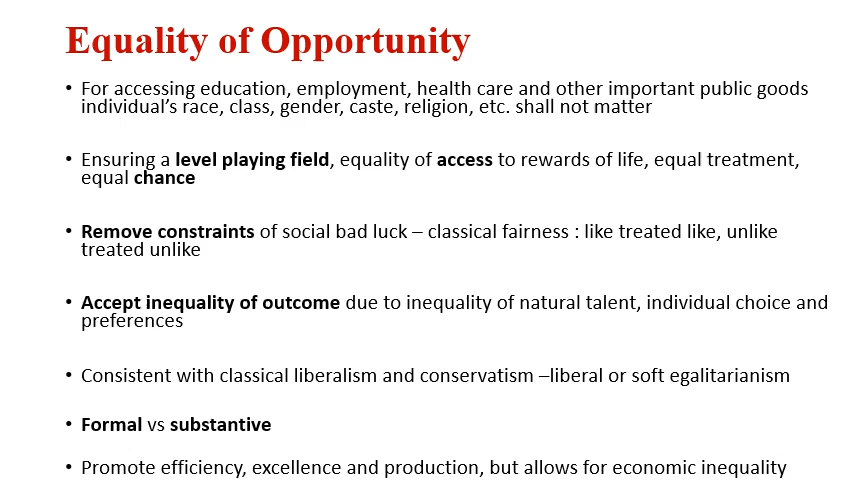 Equality of Opportunity
• For accessing education, employment, health care and other important public goods
individual's race, class, gender, caste, religion, etc. shall not matter
• Ensuring a level playing field, equality of access to rewards of life, equal treatment,
equal chance
• Remove constraints of social bad luck – classical fairness : like treated like, unlike
treated unlike
• Accept inequality of outcome due to inequality of natural talent, individual choice and
preferences
• Consistent with classical liberalism and conservatism –liberal or soft egalitarianism
• Formal vs substantive
• Promote efficiency, excellence and production, but allows for economic inequality